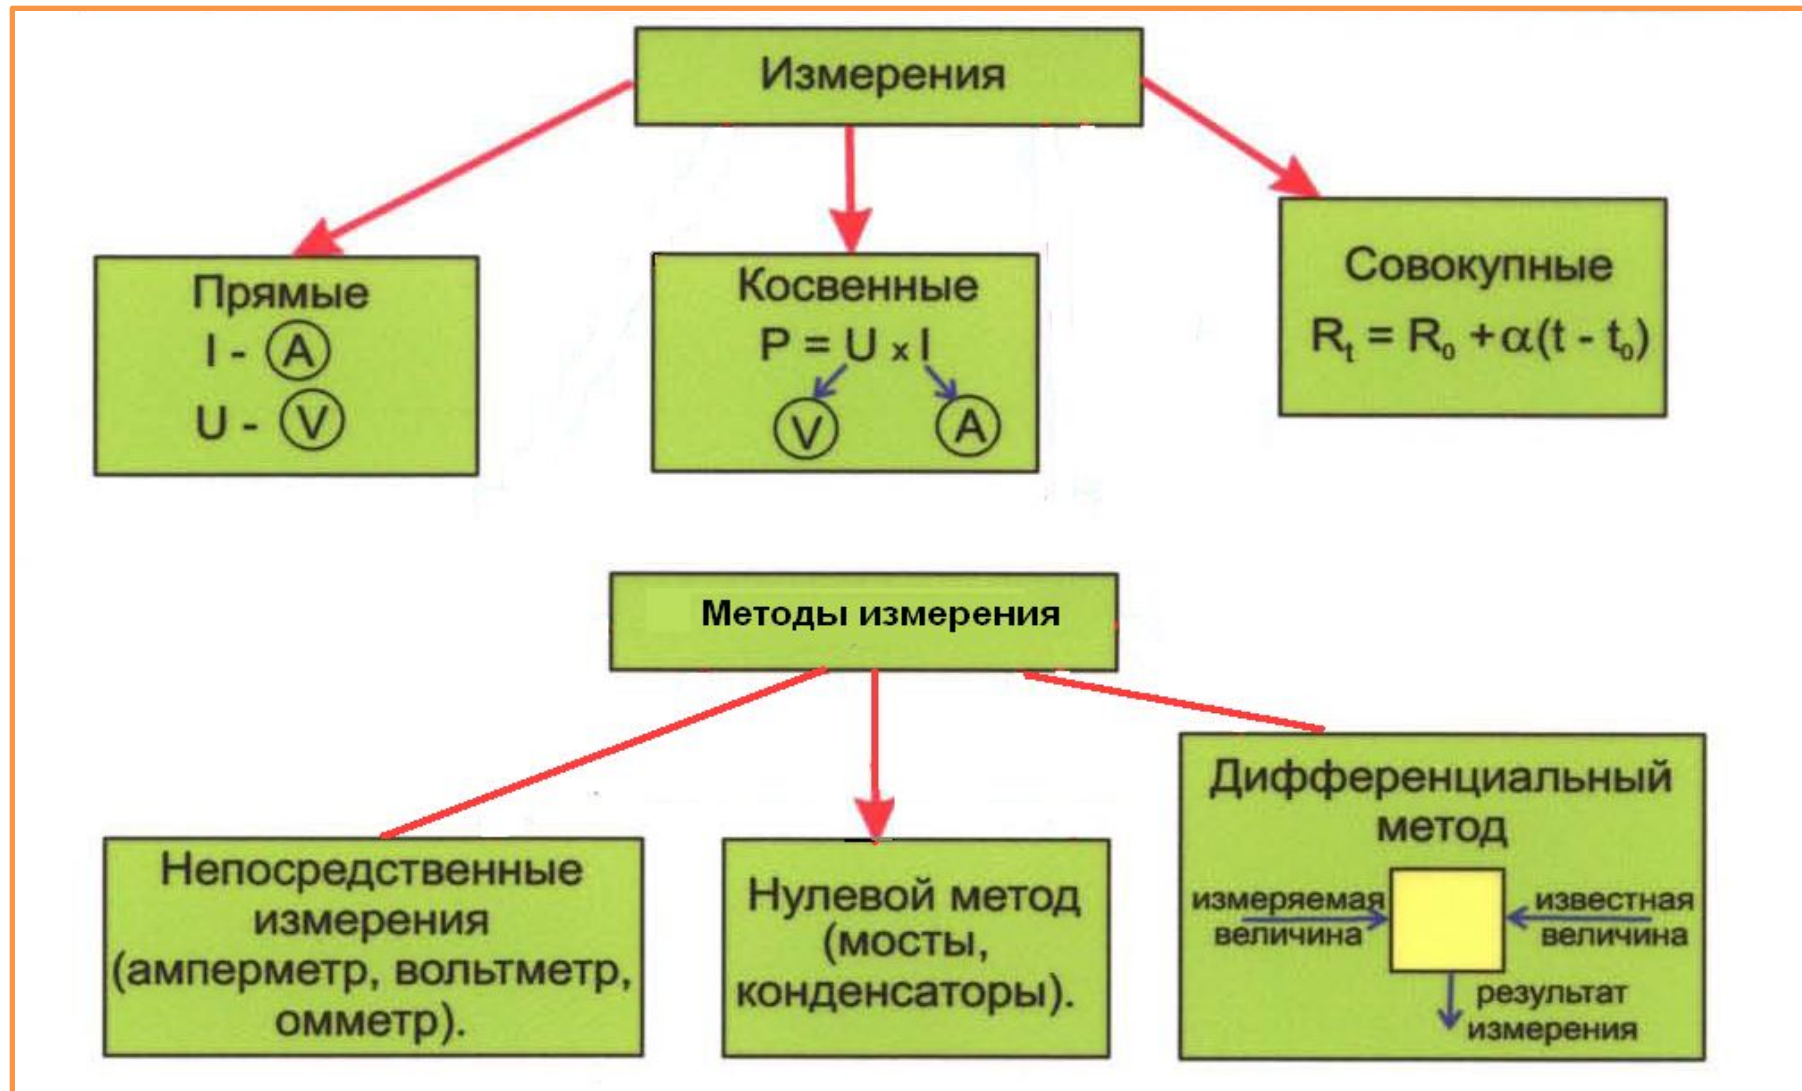 Измерения
Прямые
I - A
U - V
Косвенные
P = U x I
V A
Совокупные
Rₜ = R₀ + α(t - t₀)
Методы измерения
Непосредственные
измерения
(амперметр, вольтметр,
омметр).
Нулевой метод
(мосты,
конденсаторы).
Дифференциальный
метод
измеряемая
величина
известная
величина
результат
измерения